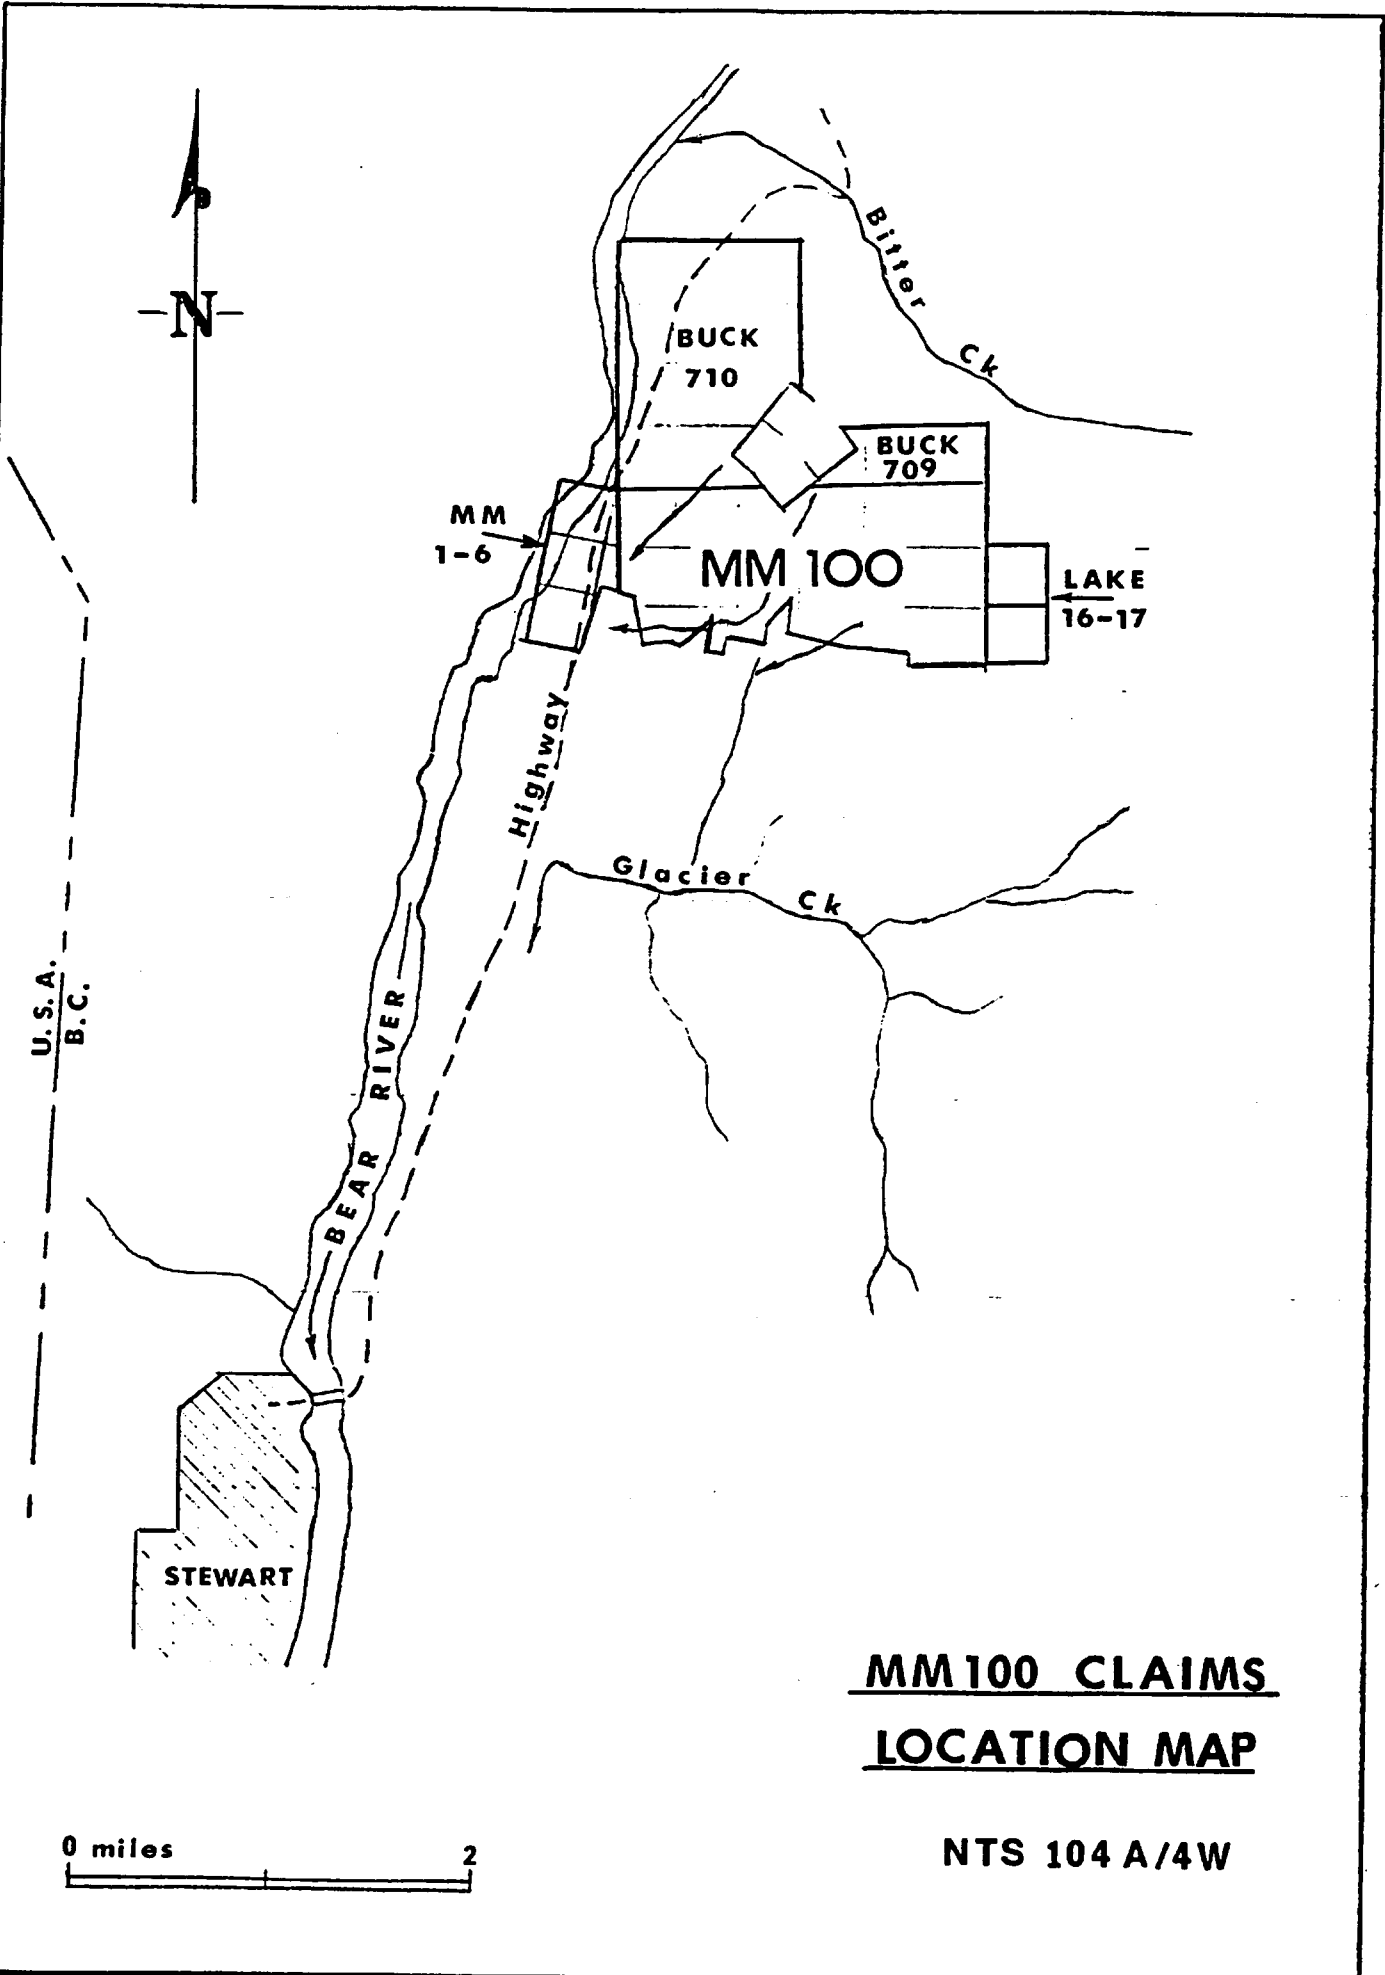 N
Bitter
Ck
BUCK
710
BUCK
709
MM
1-6
MM 100
LAKE
16-17
Highway
Glacier
Ck
U.S.A.
B.C.
BEAR RIVER
STEWART
MM100 CLAIMS
LOCATION MAP
0 miles 2
NTS 104 A/4W